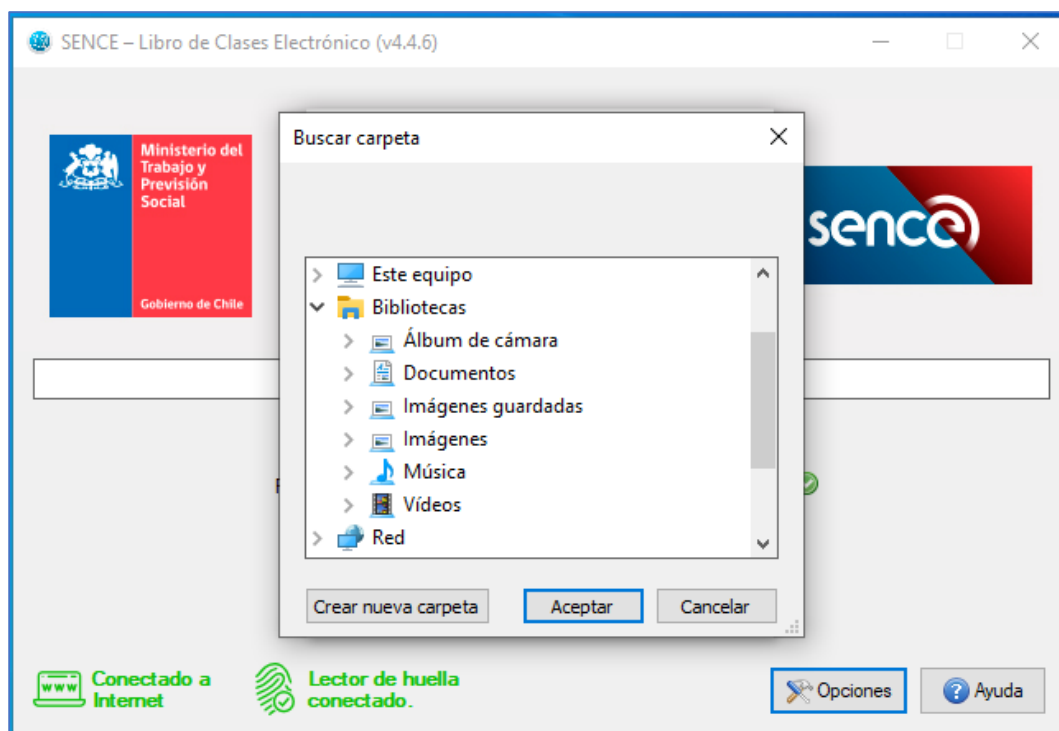 SENCE – Libro de Clases Electrónico (v4.4.6)
Buscar carpeta
Ministerio del
Trabajo y
Previsión
Social
Gobierno de Chile
sence
Este equipo
Bibliotecas
Álbum de cámara
Documentos
Imágenes guardadas
Imágenes
Música
Vídeos
Red
Crear nueva carpeta
Aceptar
Cancelar
www
Conectado a
Internet
Lector de huella
conectado.
Opciones
Ayuda